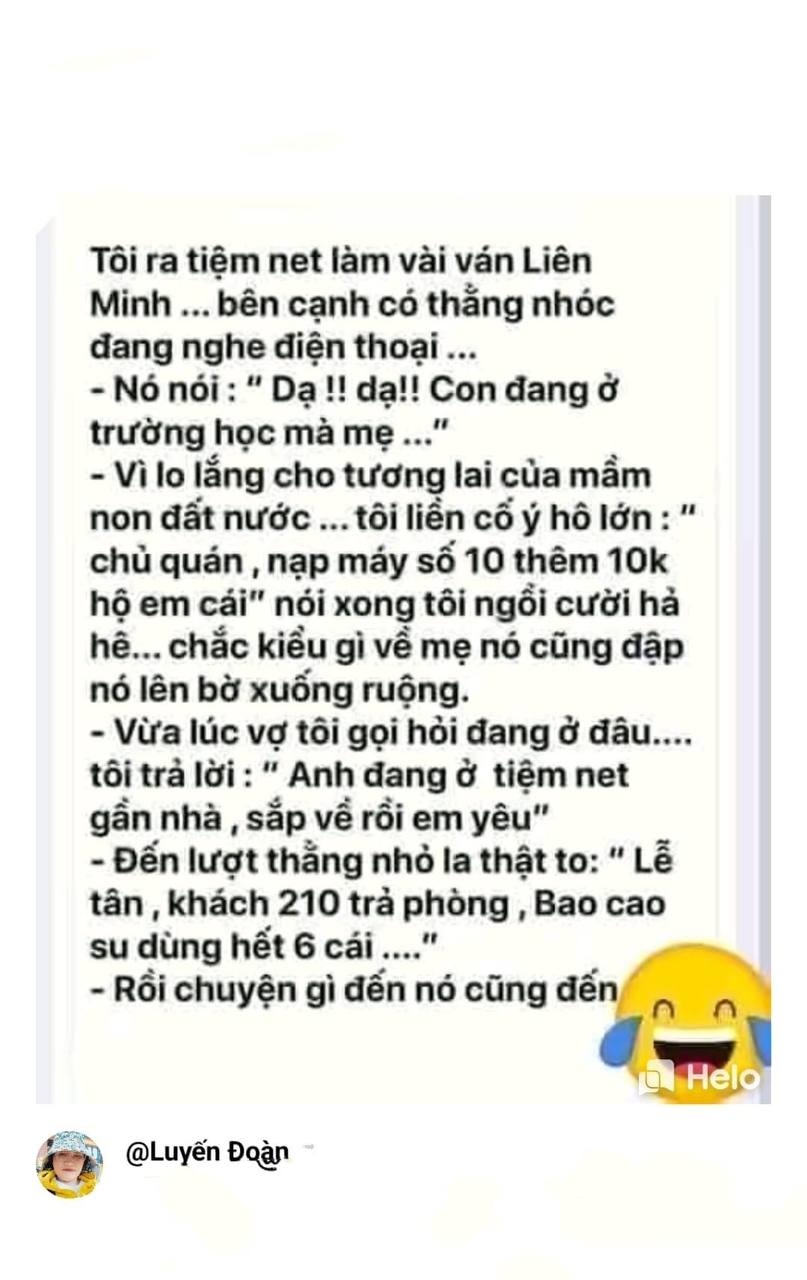 Tôi ra tiệm net làm vài ván Liên
Minh ... bên cạnh có thằng nhóc
đang nghe điện thoại ...
- Nó nói : " Dạ !! dạ!! Con đang ở
trường học mà mẹ ..."
- Vì lo lắng cho tương lai của mầm
non đất nước ... tôi liền cố ý hô lớn : "
chủ quán , nạp máy số 10 thêm 10k
hộ em cái" nói xong tôi ngồi cười hả
hê... chắc kiểu gì về mẹ nó cũng đập
nó lên bờ xuống ruộng.
- Vừa lúc vợ tôi gọi hỏi đang ở đâu....
tôi trả lời : " Anh đang ở tiệm net
gần nhà , sắp về rồi em yêu"
- Đến lượt thằng nhỏ la thật to: " Lễ
tân , khách 210 trả phòng , Bao cao
su dùng hết 6 cái ...."
- Rồi chuyện gì đến nó cũng đến
Helo
@Luyến Đoàn